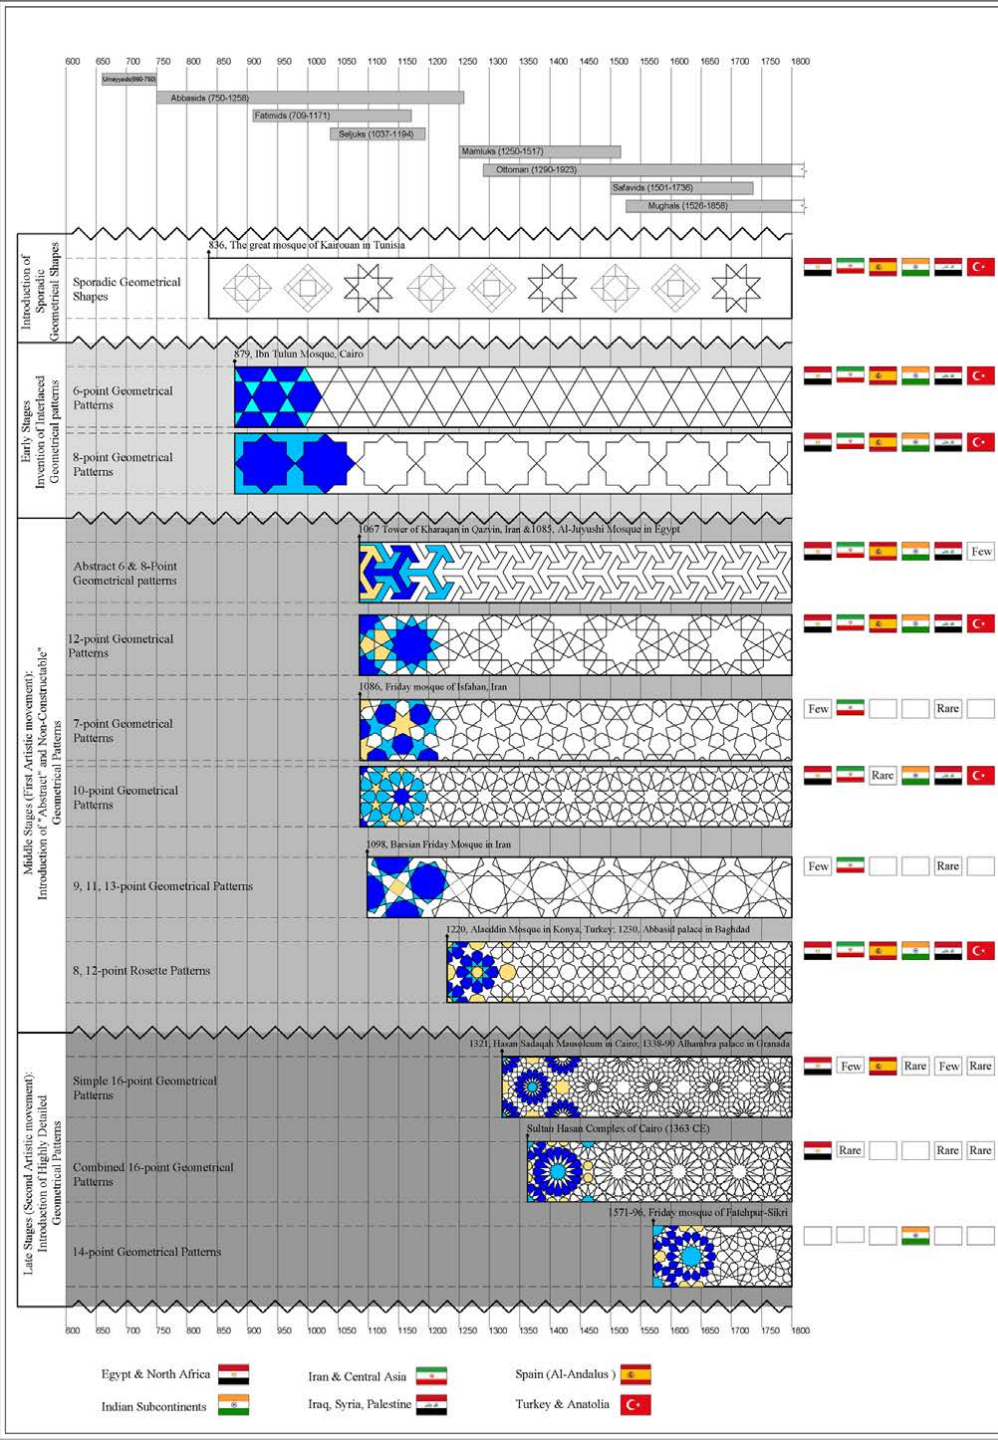 600 650 700 750 800 850 900 950 1000 1050 1100 1150 1200 1250 1300 1350 1400 1450 1500 1550 1600 1650 1700 1750 1800
Abbasids (750-1258)
Fatimids (709-1171)
Seljuks (1037-1194)
Mamluks (1250-1517)
Ottoman (1290-1923)
Safavids (1501-1736)
Mughals (1526-1858)
Introduction of
Sporadic
Geometrical Shapes
836, The great mosque of Kairouan in Tunisia
Sporadic Geometrical
Shapes
Early Stages
Invention of Interlaced
Geometrical patterns
879, Ibn Tulun Mosque, Cairo
6-point Geometrical
Patterns
8-point Geometrical
Patterns
Middle Stages (First Artistic movement):
Introduction of "Abstract" and Non-Constructable"
Geometrical Patterns
1067 Tower of Kharaqan in Qazvin, Iran &1085, Al-Juyushi Mosque in Egypt
Abstract 6 & 8-Point
Geometrical patterns
Few
12-point Geometrical
Patterns
1086, Friday mosque of Isfahan, Iran
7-point Geometrical
Patterns
Few Rare
10-point Geometrical
Patterns
Rare
1098, Barsian Friday Mosque in Iran
9, 11, 13-point Geometrical Patterns
Few Rare
1220, Alaeddin Mosque in Konya, Turkey; 1230, Abbasid palace in Baghdad
8, 12-point Rosette Patterns
Late Stages (Second Artistic movement):
Introduction of Highly Detailed
Geometrical Patterns
1321, Hasan Sadaqah Mausoleum in Cairo; 1338-90 Alhambra palace in Granada
Simple 16-point Geometrical
Patterns
Few Rare Few Rare
Sultan Hasan Complex of Cairo (1363 CE)
Combined 16-point Geometrical
Patterns
Rare Rare Rare
1571-96, Friday mosque of Fatehpur-Sikri
14-point Geometrical Patterns
600 650 700 750 800 850 900 950 1000 1050 1100 1150 1200 1250 1300 1350 1400 1450 1500 1550 1600 1650 1700 1750 1800
Egypt & North Africa
Iran & Central Asia
Spain (Al-Andalus )
Indian Subcontinents
Iraq, Syria, Palestine
Turkey & Anatolia